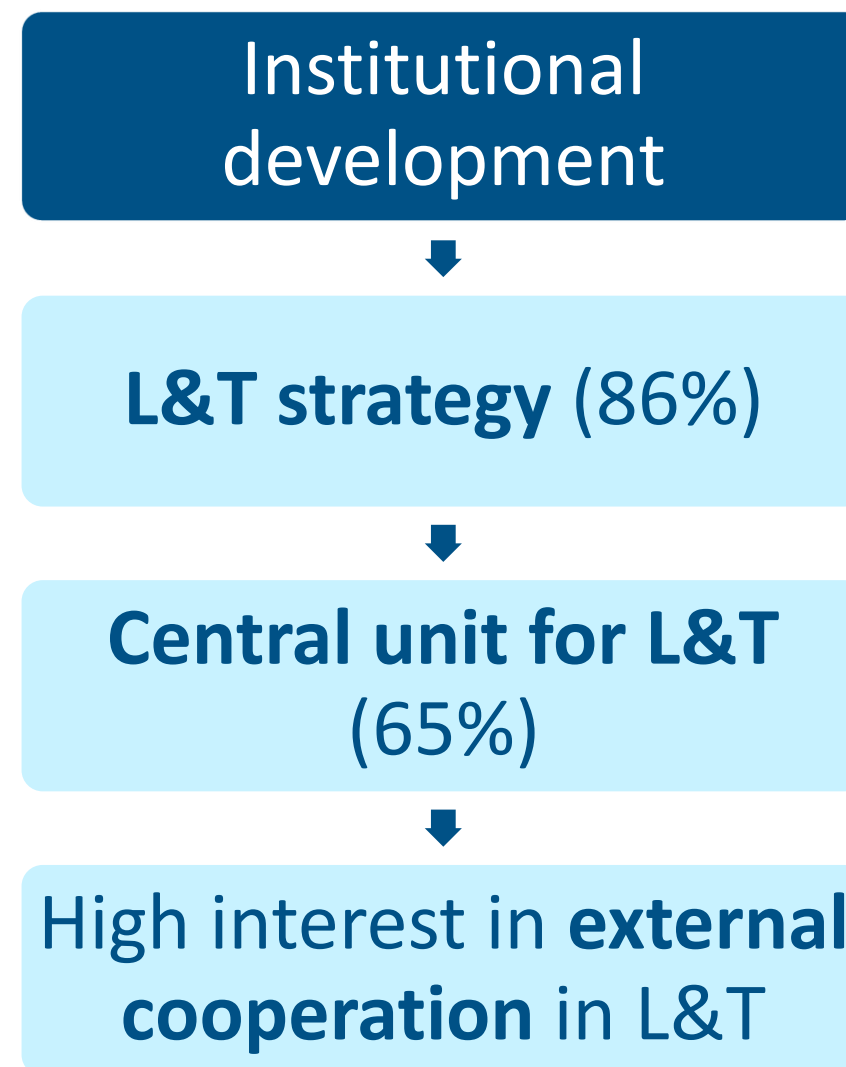 Institutional
development
L&T strategy (86%)
Central unit for L&T
(65%)
High interest in external
cooperation in L&T